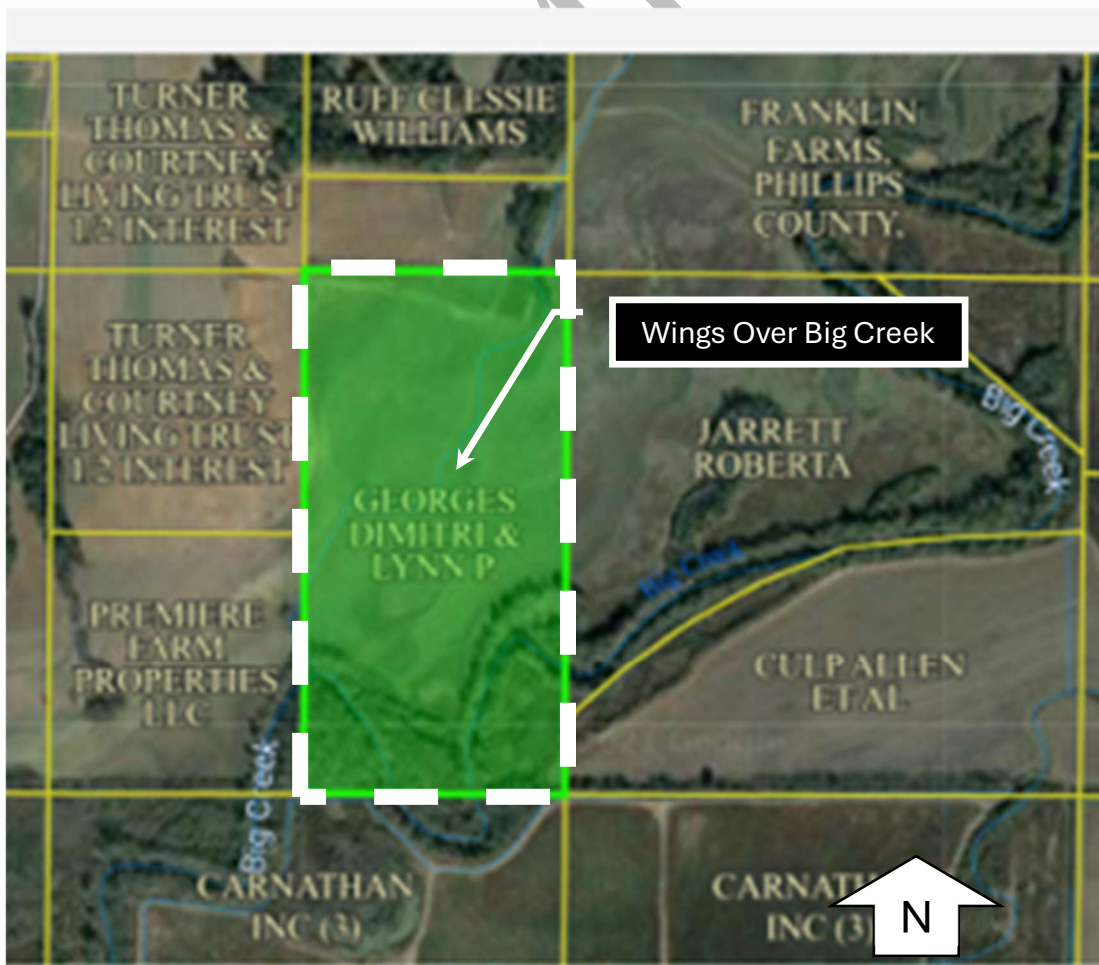 TURNER
THOMAS &
COURTNEY
LIVING TRUST
1/2 INTEREST
RUFF CLESSIE
WILLIAMS
FRANKLIN
FARMS,
PHILLIPS
COUNTY,
Wings Over Big Creek
TURNER
THOMAS &
COURTNEY
LIVING TRUST
1/2 INTEREST
GEORGES
DIMITRI &
LYNN P.
JARRETT
ROBERTA
Big Creek
Big Creek
PREMIERE
FARM
PROPERTIES
LLC
CULP ALLEN
ET AL
Big Creek
CARNATHAN
INC (3)
INC (3)
N